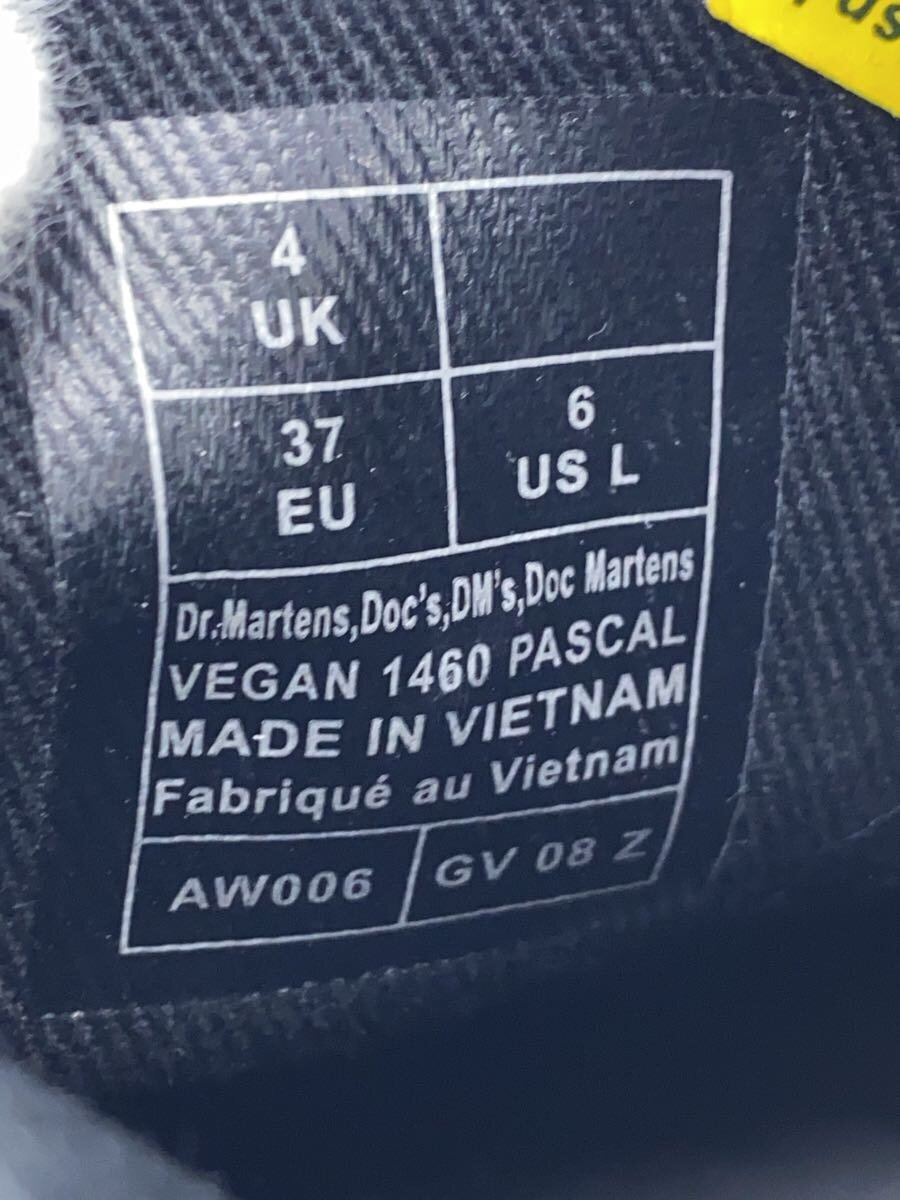 4
UK
37
EU
6
US L
Dr.Martens,Doc's,DM's,Doc Martens
VEGAN 1460 PASCAL
MADE IN VIETNAM
Fabriqué au Vietnam
AW006
GV 08 Z